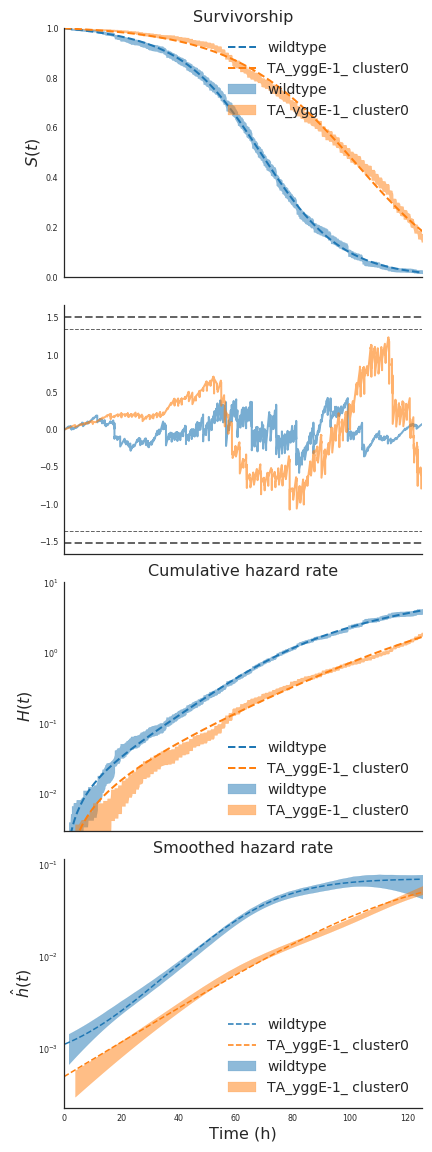 Survivorship
1.0
0.8
0.6
0.4
0.2
0.0
S(t)
wildtype
TA_yggE-1_ cluster0
wildtype
TA_yggE-1_ cluster0
1.5
1.0
0.5
0.0
−0.5
−1.0
−1.5
Cumulative hazard rate
10¹
10⁰
10⁻¹
10⁻²
H(t)
wildtype
TA_yggE-1_ cluster0
wildtype
TA_yggE-1_ cluster0
Smoothed hazard rate
10⁻¹
10⁻²
10⁻³
ĥ(t)
wildtype
TA_yggE-1_ cluster0
wildtype
TA_yggE-1_ cluster0
0 20 40 60 80 100 120
Time (h)